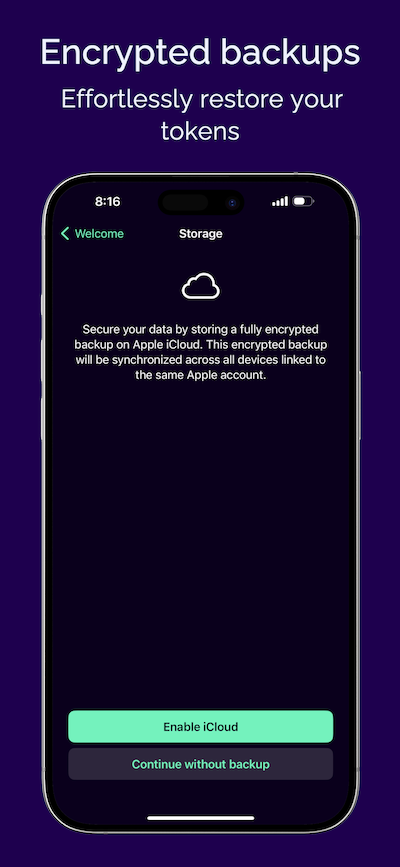 Encrypted backups
Effortlessly restore your
tokens
8:16
Welcome
Storage
Secure your data by storing a fully encrypted
backup on Apple iCloud. This encrypted backup
will be synchronized across all devices linked to
the same Apple account.
Enable iCloud
Continue without backup